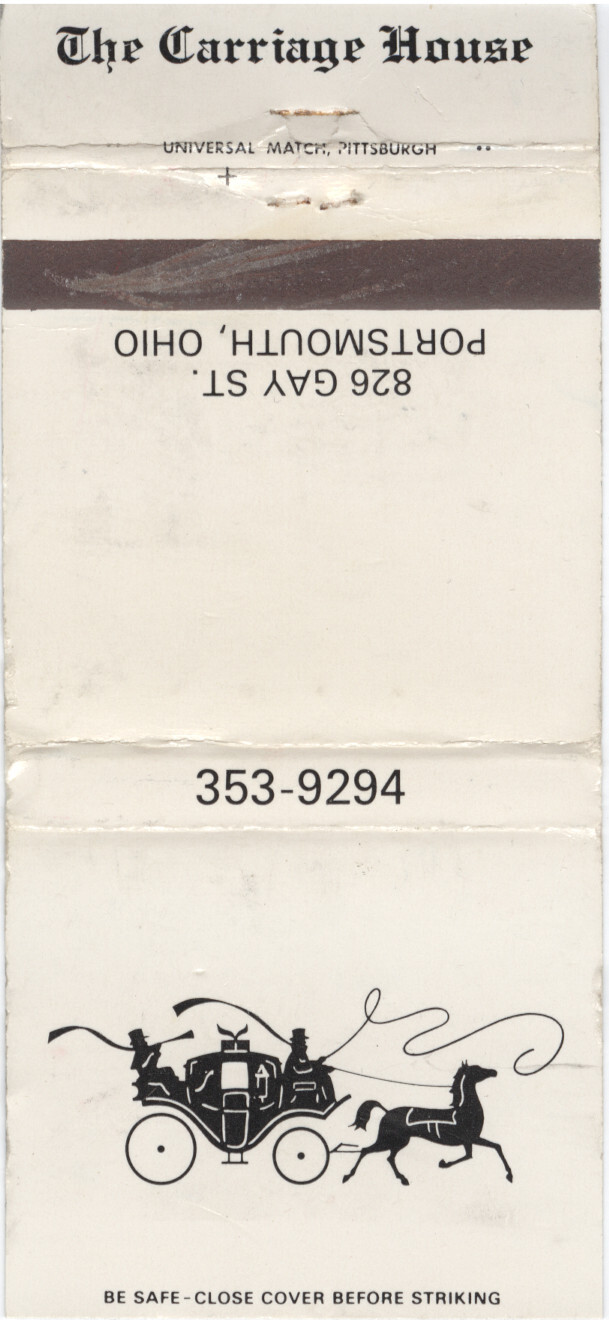 The Carriage House
UNIVERSAL MATCH, PITTSBURGH
826 GAY ST.
PORTSMOUTH, OHIO
353-9294
BE SAFE-CLOSE COVER BEFORE STRIKING